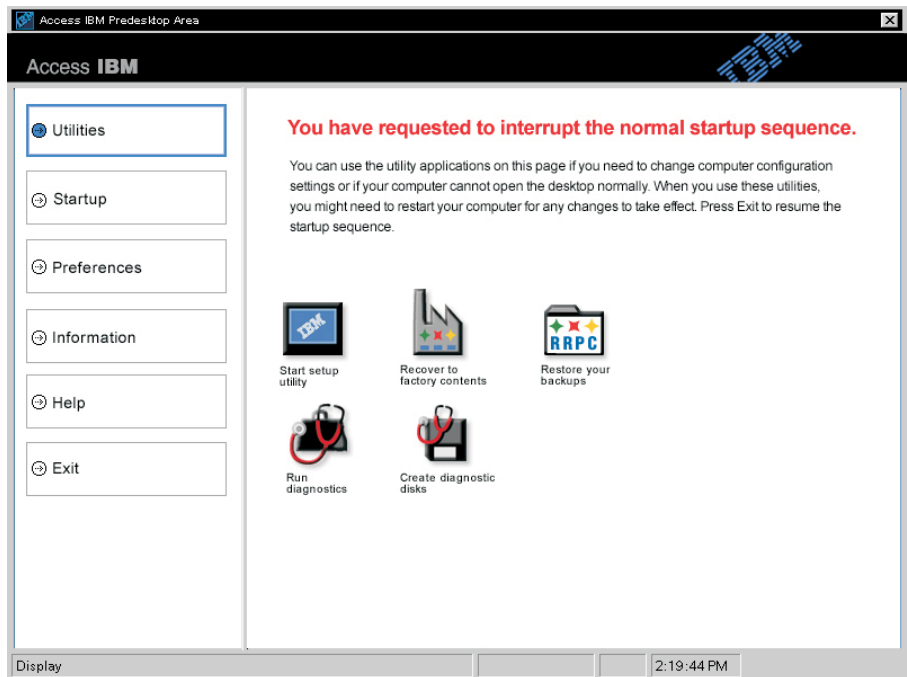 Access IBM Predesktop Area
Access IBM
IBM
Utilities
Startup
Preferences
Information
Help
Exit
You have requested to interrupt the normal startup sequence.
You can use the utility applications on this page if you need to change computer configuration
settings or if your computer cannot open the desktop normally. When you use these utilities,
you might need to restart your computer for any changes to take effect. Press Exit to resume the
startup sequence.
IBM
Start setup
utility
Recover to
factory contents
RRPC
Restore your
backups
Run
diagnostics
Create diagnostic
disks
Display
2:19:44 PM